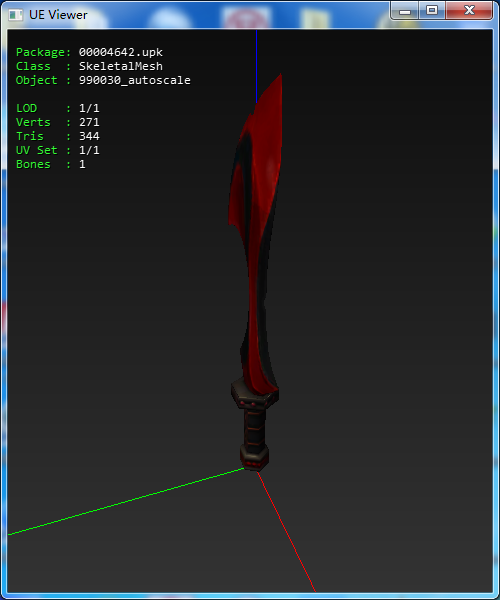 UE Viewer
Package: 00004642.upk
Class  : SkeletalMesh
Object : 990030_autoscale
LOD    : 1/1
Verts  : 271
Tris   : 344
UV Set : 1/1
Bones  : 1